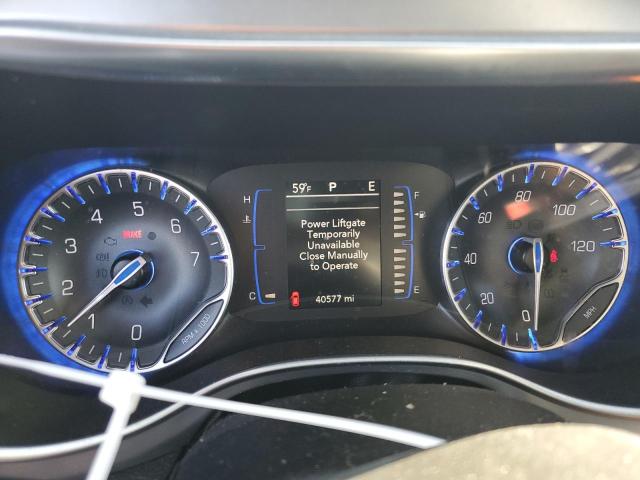 59°F P E
Power Liftgate
Temporarily
Unavailable
Close Manually
to Operate
40577 mi
H
C
F
E
BRAKE
0
1
2
3
4
5
6
7
RPM x 1000
0
20
40
60
80
100
120
MPH